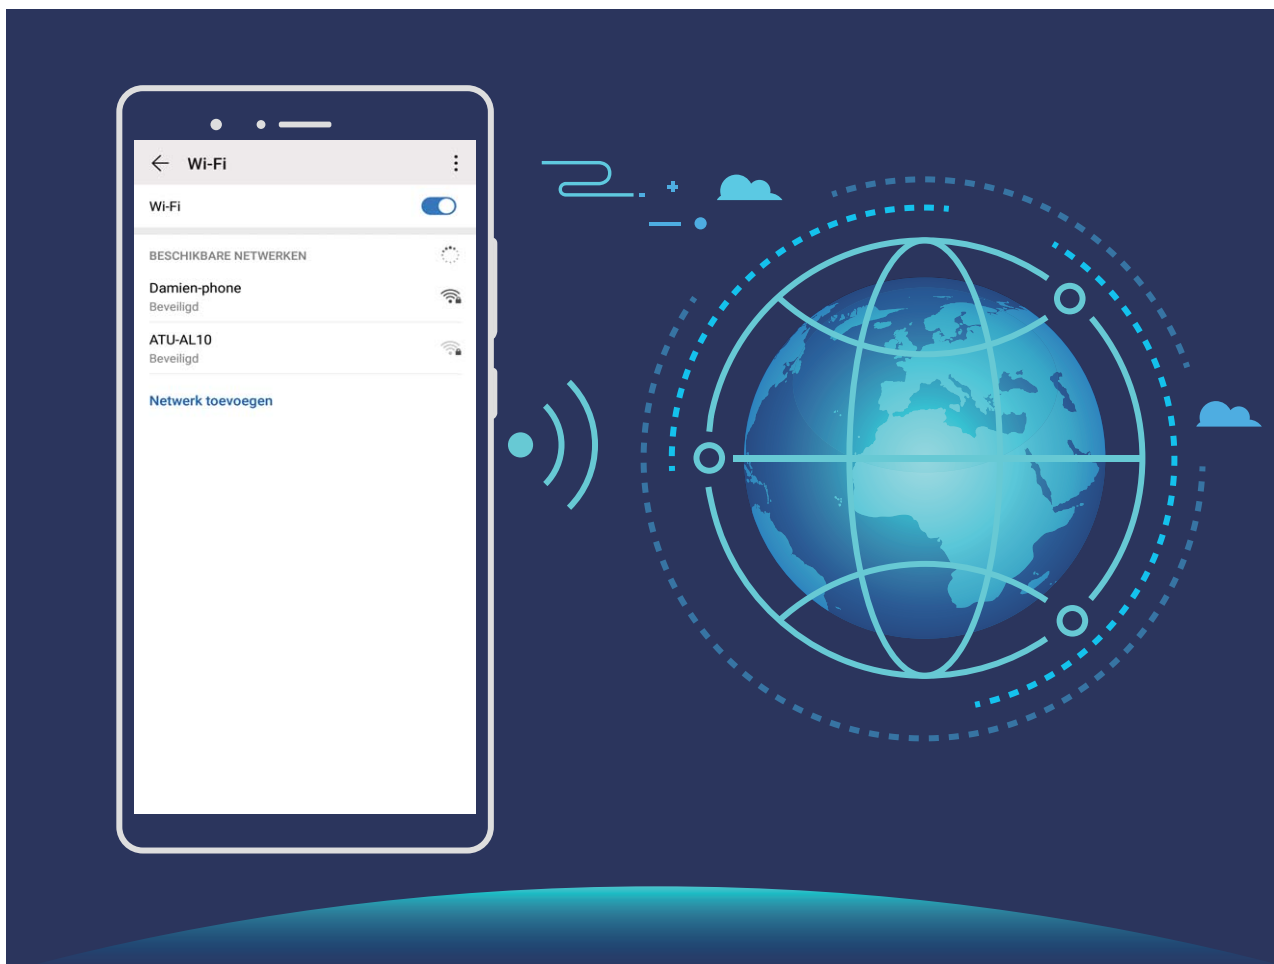 Wi-Fi
Wi-Fi
BESCHIKBARE NETWERKEN
Damien-phone
Beveiligd
ATU-AL10
Beveiligd
Netwerk toevoegen